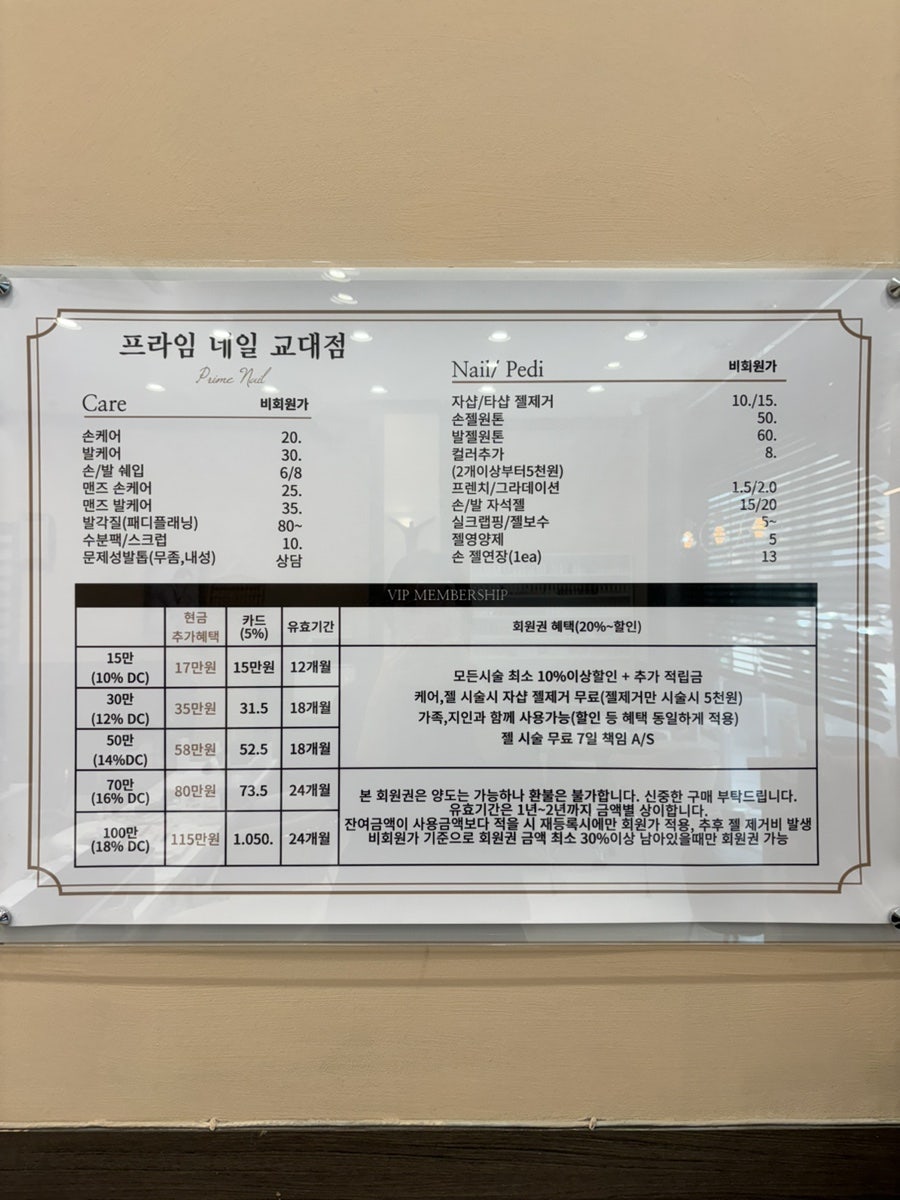 프라임 네일 교대점
Prime Nail
Care 비회원가
손케어 20.
발케어 30.
손/발 쉐입 6/8
맨즈 손케어 25.
맨즈 발케어 35.
발각질(패디플래닝) 80~
수분팩/스크럽 10.
문제성발톱(무좀,내성) 상담
Nail/ Pedi 비회원가
자샵/타샵 젤제거 10./15.
손젤원톤 50.
발젤원톤 60.
컬러추가 8.
(2개이상부터5천원)
프렌치/그라데이션 1.5/2.0
손/발 자석젤 15/20
실크랩핑/젤보수 5~
젤영양제 5
손 젤연장(1ea) 13
VIP MEMBERSHIP
현금 추가혜택 카드 (5%) 유효기간 회원권 혜택(20%~할인)
15만 (10% DC) 17만원 15만원 12개월
30만 (12% DC) 35만원 31.5 18개월
50만 (14%DC) 58만원 52.5 18개월
70만 (16% DC) 80만원 73.5 24개월
100만 (18% DC) 115만원 1.050. 24개월
모든시술 최소 10%이상할인 + 추가 적립금
케어,젤 시술시 자샵 젤제거 무료(젤제거만 시술시 5천원)
가족,지인과 함께 사용가능(할인 등 혜택 동일하게 적용)
젤 시술 무료 7일 책임 A/S
본 회원권은 양도는 가능하나 환불은 불가합니다. 신중한 구매 부탁드립니다.
유효기간은 1년~2년까지 금액별 상이합니다.
잔여금액이 사용금액보다 적을 시 재등록시에만 회원가 적용, 추후 젤 제거비 발생
비회원가 기준으로 회원권 금액 최소 30%이상 남아있을때만 회원권 가능